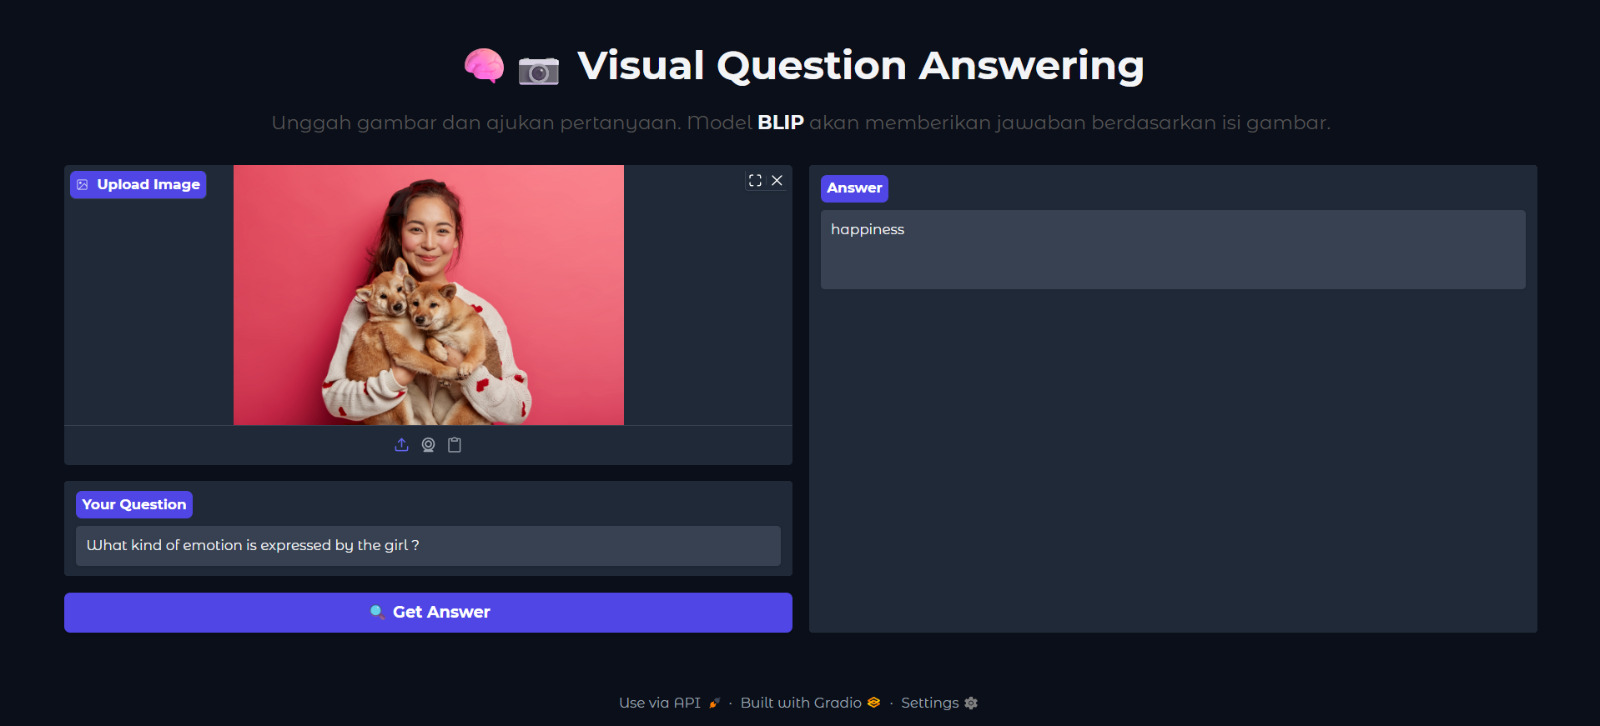 Visual Question Answering
Unggah gambar dan ajukan pertanyaan. Model BLIP akan memberikan jawaban berdasarkan isi gambar.
Upload Image
Your Question
What kind of emotion is expressed by the girl ?
Get Answer
Answer
happiness
Use via API · Built with Gradio · Settings